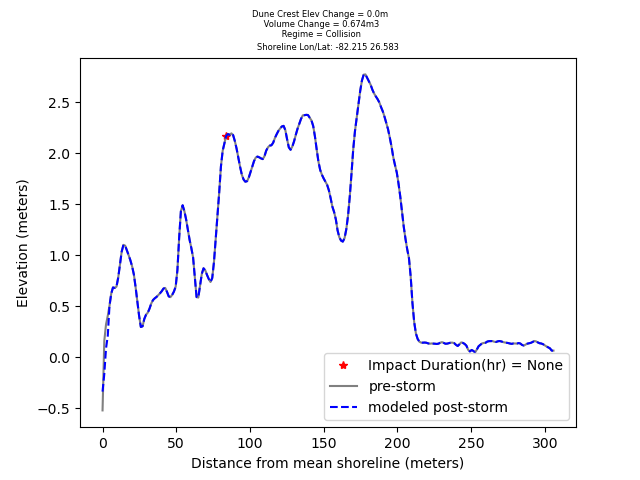 Dune Crest Elev Change = 0.0m
Volume Change = 0.674m3
Regime = Collision
Shoreline Lon/Lat: -82.215 26.583
2.5
2.0
1.5
1.0
0.5
0.0
−0.5
Elevation (meters)
Impact Duration(hr) = None
pre-storm
modeled post-storm
0 50 100 150 200 250 300
Distance from mean shoreline (meters)